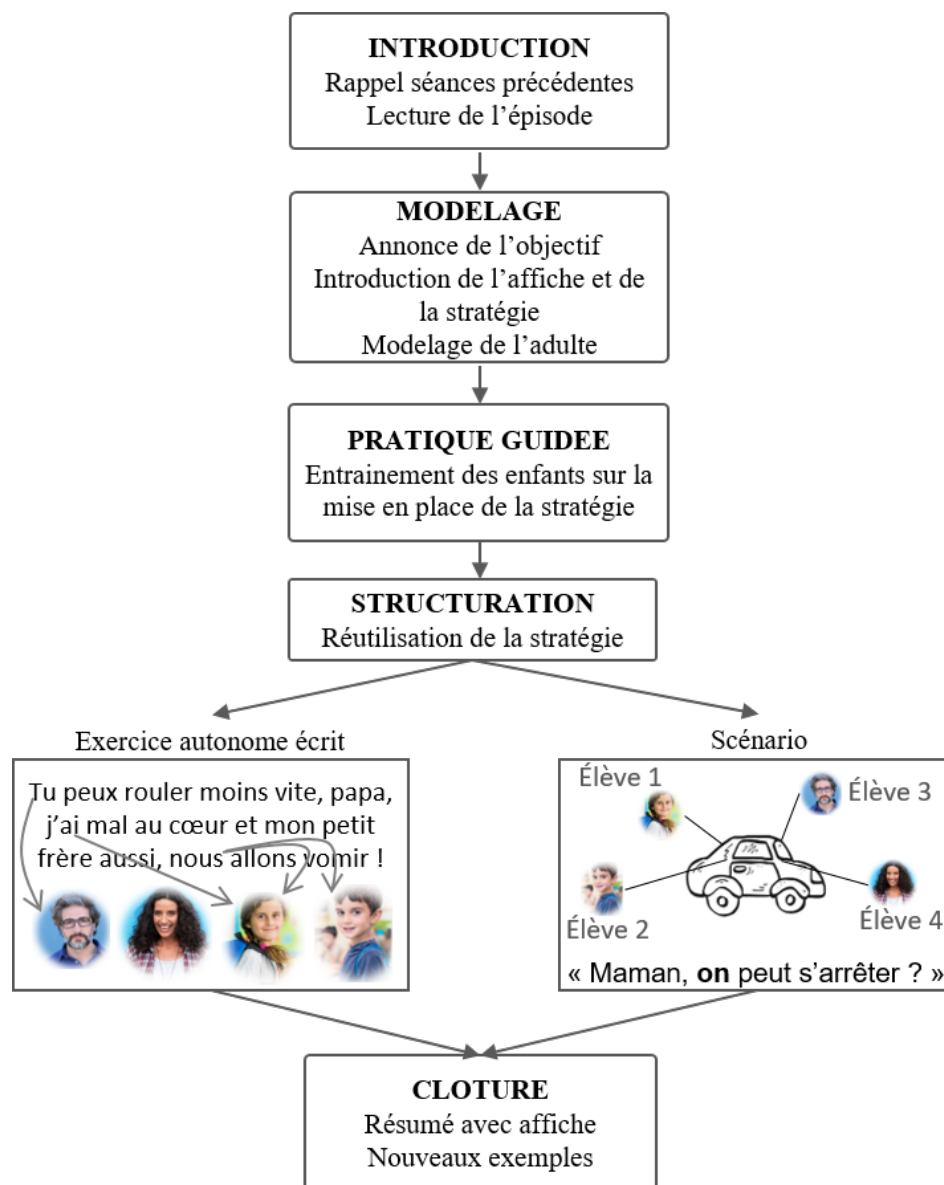 INTRODUCTION
Rappel séances précédentes
Lecture de l’épisode
MODELAGE
Annonce de l’objectif
Introduction de l’affiche et de
la stratégie
Modelage de l’adulte
PRATIQUE GUIDEE
Entrainement des enfants sur la
mise en place de la stratégie
STRUCTURATION
Réutilisation de la stratégie
Exercice autonome écrit
Tu peux rouler moins vite, papa,
j’ai mal au cœur et mon petit
frère aussi, nous allons vomir !
Scénario
Élève 1
Élève 3
Élève 2
Élève 4
« Maman, on peut s’arrêter ? »
CLOTURE
Résumé avec affiche
Nouveaux exemples